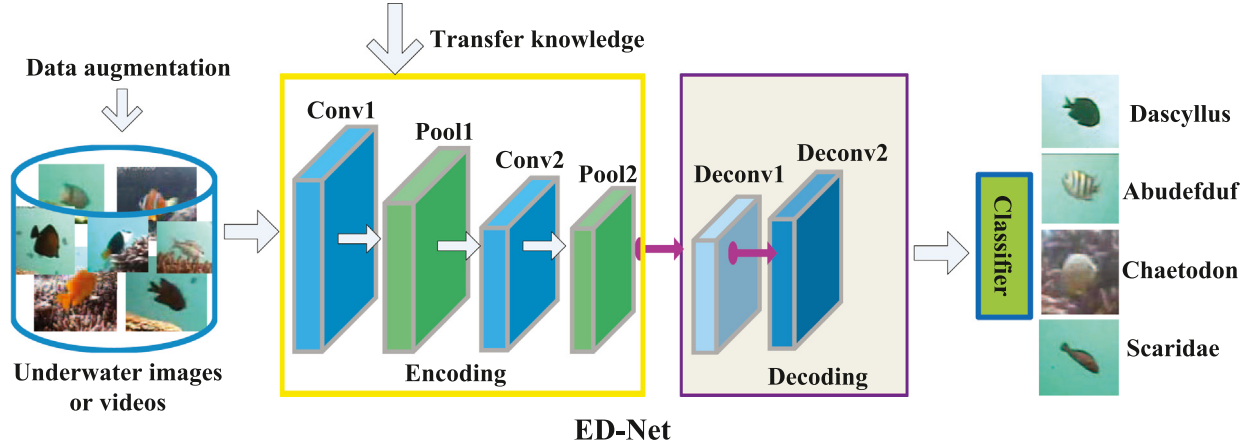 Transfer knowledge
Data augmentation
Conv1
Pool1
Conv2
Pool2
Deconv1
Deconv2
Encoding
Decoding
Classifier
Dascyllus
Abudefduf
Chaetodon
Scaridae
Underwater images
or videos
ED-Net